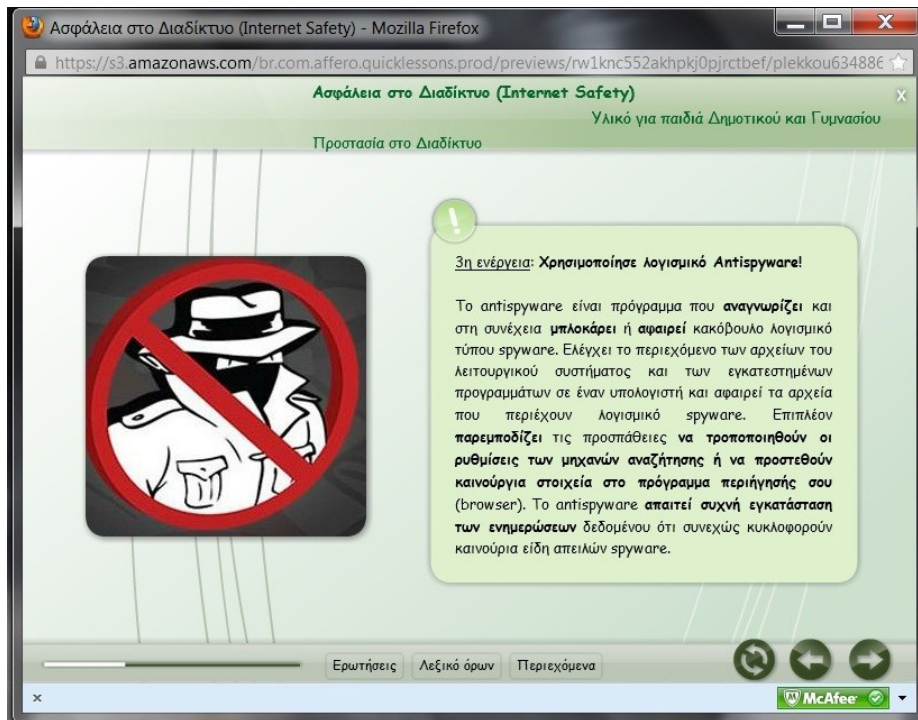 Ασφάλεια στο Διαδίκτυο (Internet Safety) - Mozilla Firefox
https://s3.amazonaws.com/br.com.affero.quicklessons.prod/previews/rw1knc552akhpkj0pjrctbef/plekkou634886
Ασφάλεια στο Διαδίκτυο (Internet Safety)
x
Υλικό για παιδιά Δημοτικού και Γυμνασίου
Προστασία στο Διαδίκτυο
!
3η ενέργεια: Χρησιμοποίησε λογισμικό Antispyware!
Το antispyware είναι πρόγραμμα που αναγνωρίζει και
στη συνέχεια μπλοκάρει ή αφαιρεί κακόβουλο λογισμικό
τύπου spyware. Ελέγχει το περιεχόμενο των αρχείων του
λειτουργικού συστήματος και των εγκατεστημένων
προγραμμάτων σε έναν υπολογιστή και αφαιρεί τα αρχεία
που περιέχουν λογισμικό spyware. Επιπλέον
παρεμποδίζει τις προσπάθειες να τροποποιηθούν οι
ρυθμίσεις των μηχανών αναζήτησης ή να προστεθούν
καινούργια στοιχεία στο πρόγραμμα περιήγησής σου
(browser). Το antispyware απαιτεί συχνή εγκατάσταση
των ενημερώσεων δεδομένου ότι συνεχώς κυκλοφορούν
καινούρια είδη απειλών spyware.
Ερωτήσεις Λεξικό όρων Περιεχόμενα
x
McAfee